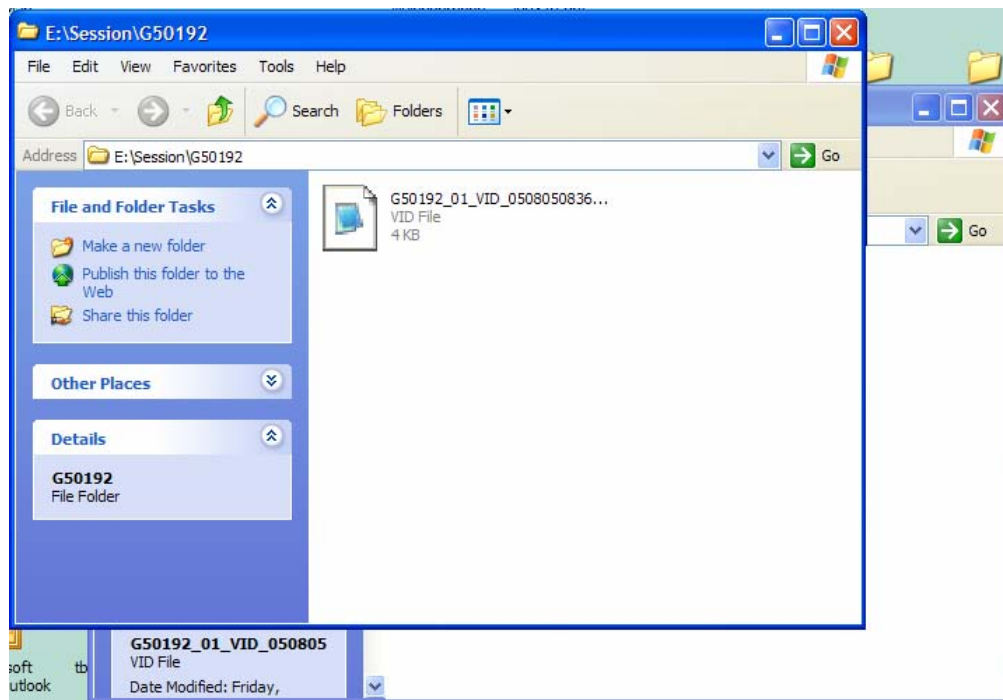 E:\Session\G50192
File Edit View Favorites Tools Help
Back Search Folders
Address E:\Session\G50192 Go
File and Folder Tasks
Make a new folder
Publish this folder to the
Web
Share this folder
Other Places
Details
G50192
File Folder
G50192_01_VID_0508050836...
VID File
4 KB
Go
G50192_01_VID_050805
VID File
Date Modified: Friday,
soft tb
utlook